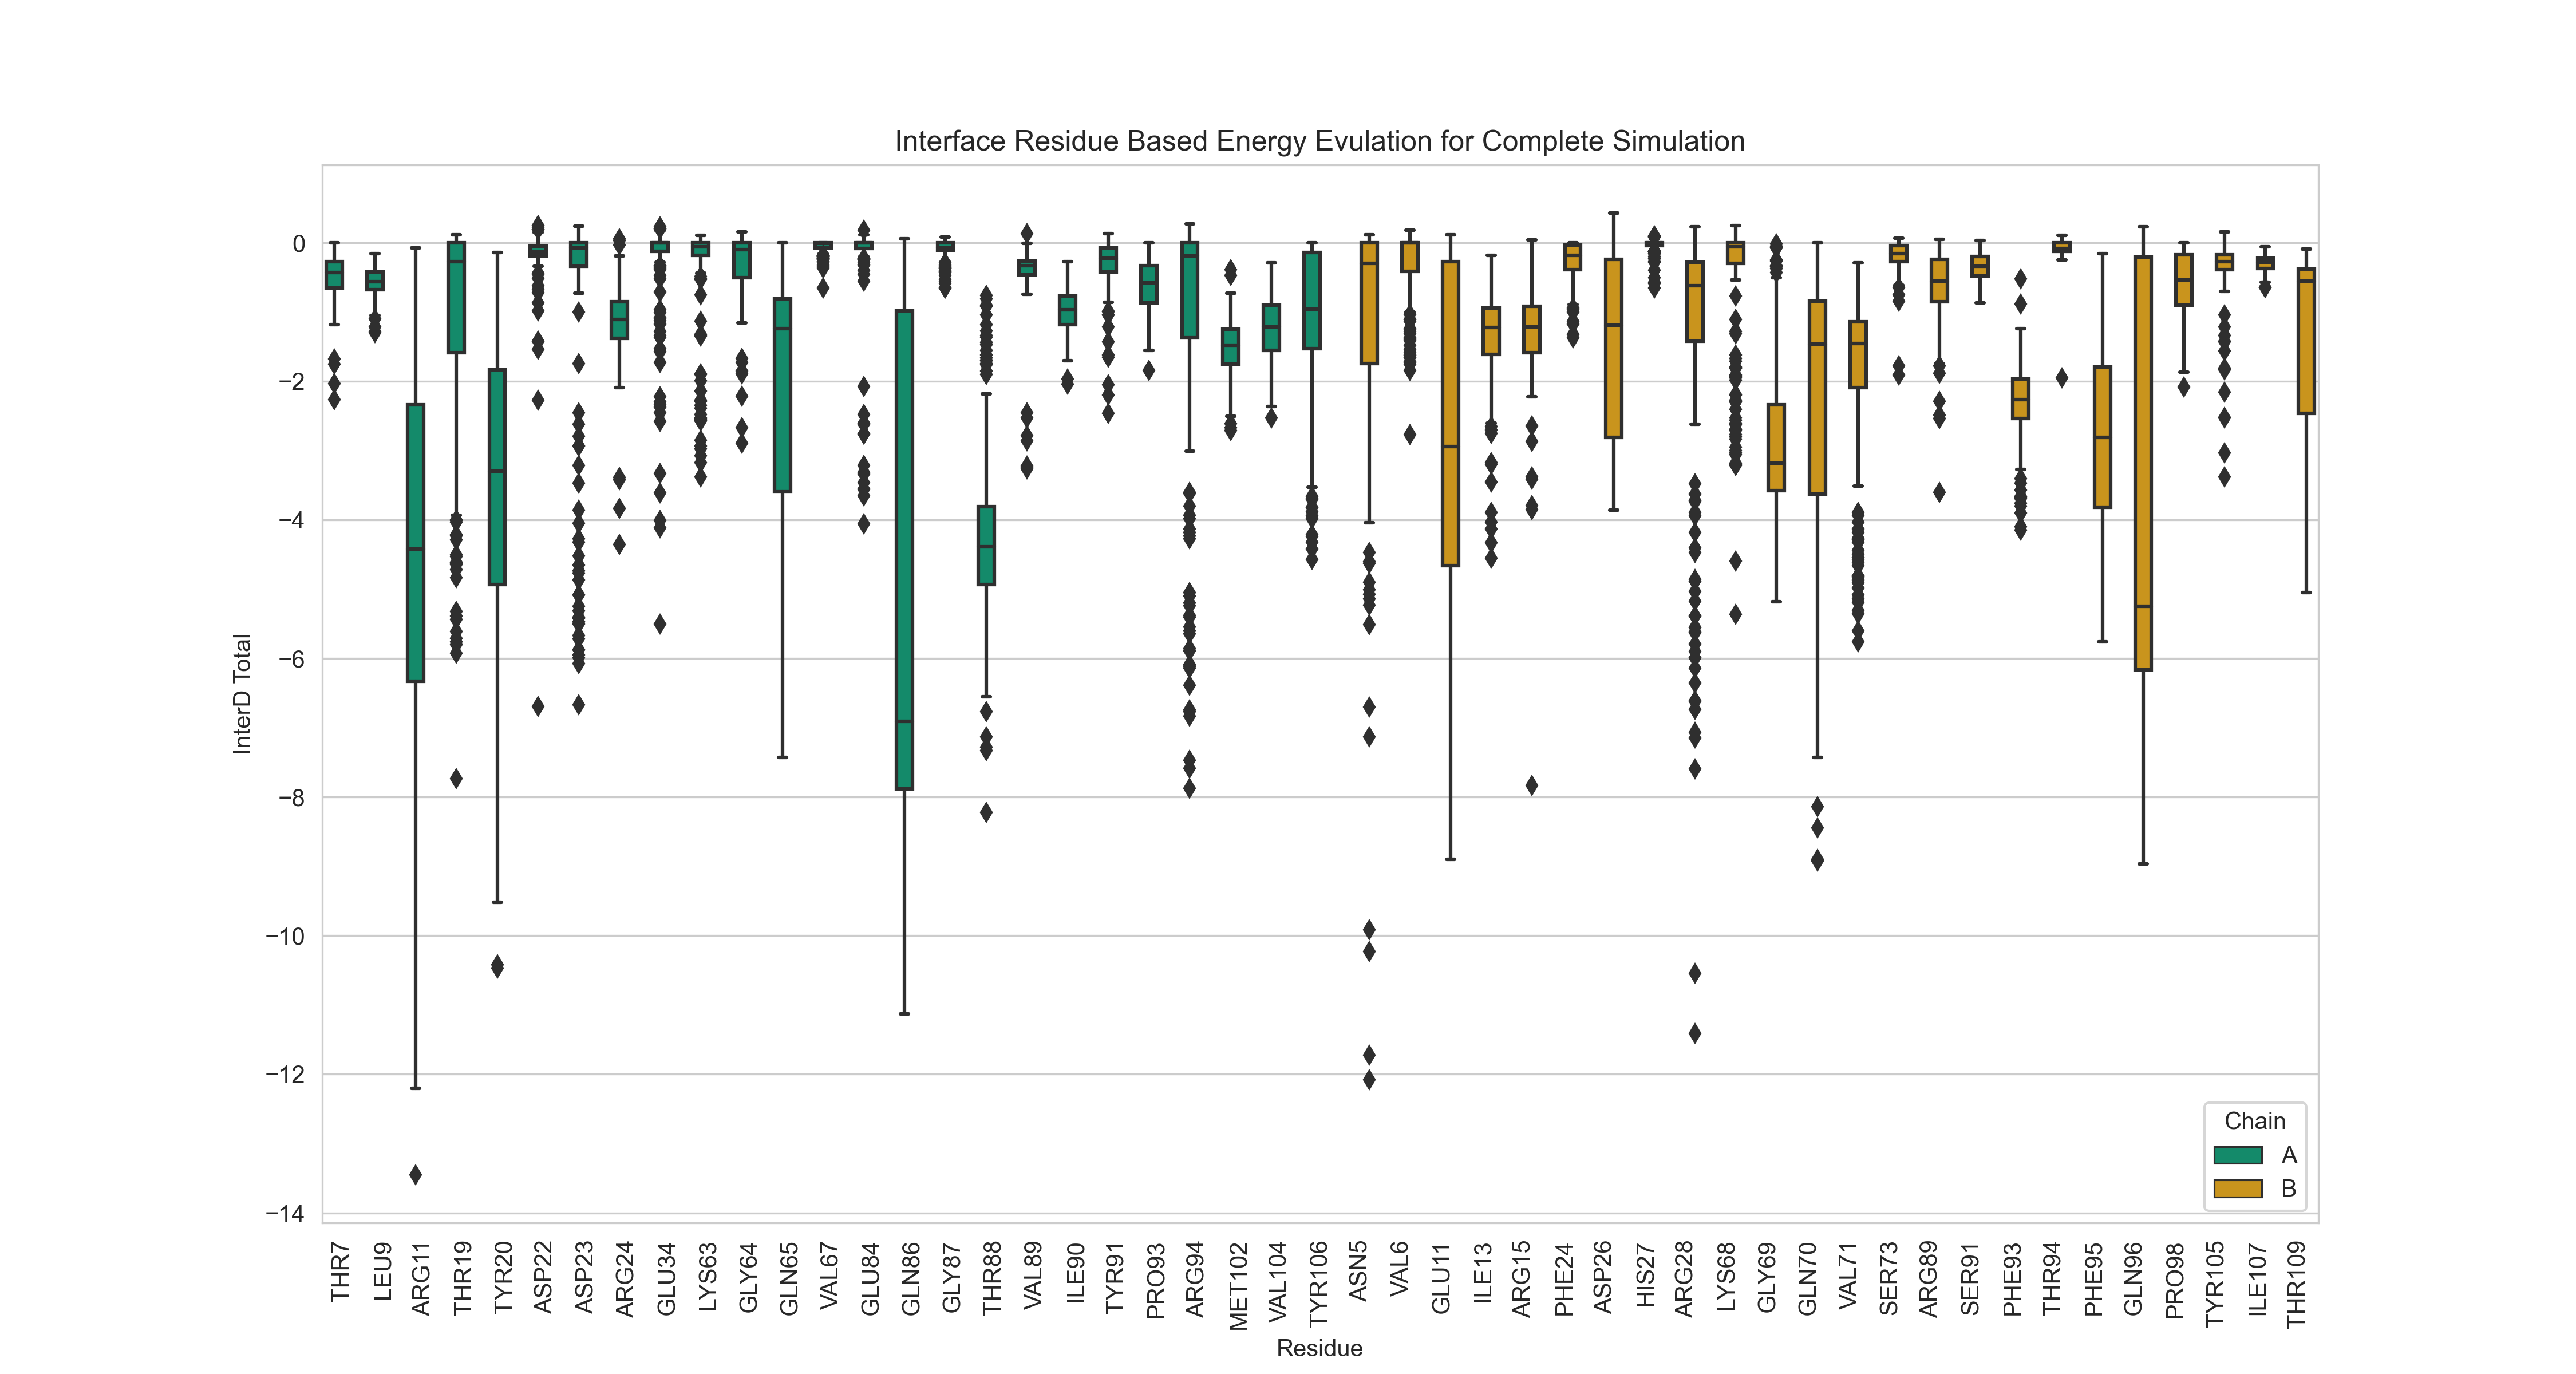 Interface Residue Based Energy Evulation for Complete Simulation
InterD Total
0
−2
−4
−6
−8
−10
−12
−14
Chain
A
B
THR7
LEU9
ARG11
THR19
TYR20
ASP22
ASP23
ARG24
GLU34
LYS63
GLY64
GLN65
VAL67
GLU84
GLN86
GLY87
THR88
VAL89
ILE90
TYR91
PRO93
ARG94
MET102
VAL104
TYR106
ASN5
VAL6
GLU11
ILE13
ARG15
PHE24
ASP26
HIS27
ARG28
LYS68
GLY69
GLN70
VAL71
SER73
ARG89
SER91
PHE93
THR94
PHE95
GLN96
PRO98
TYR105
ILE107
THR109
Residue